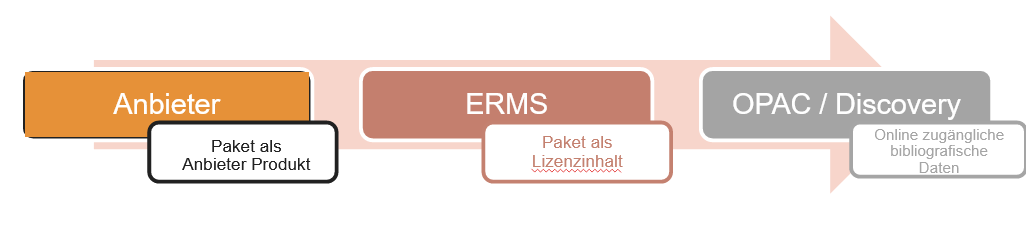 Anbieter
Paket als
Anbieter Produkt
ERMS
Paket als
Lizenzinhalt
OPAC / Discovery
Online zugängliche
bibliografische
Daten